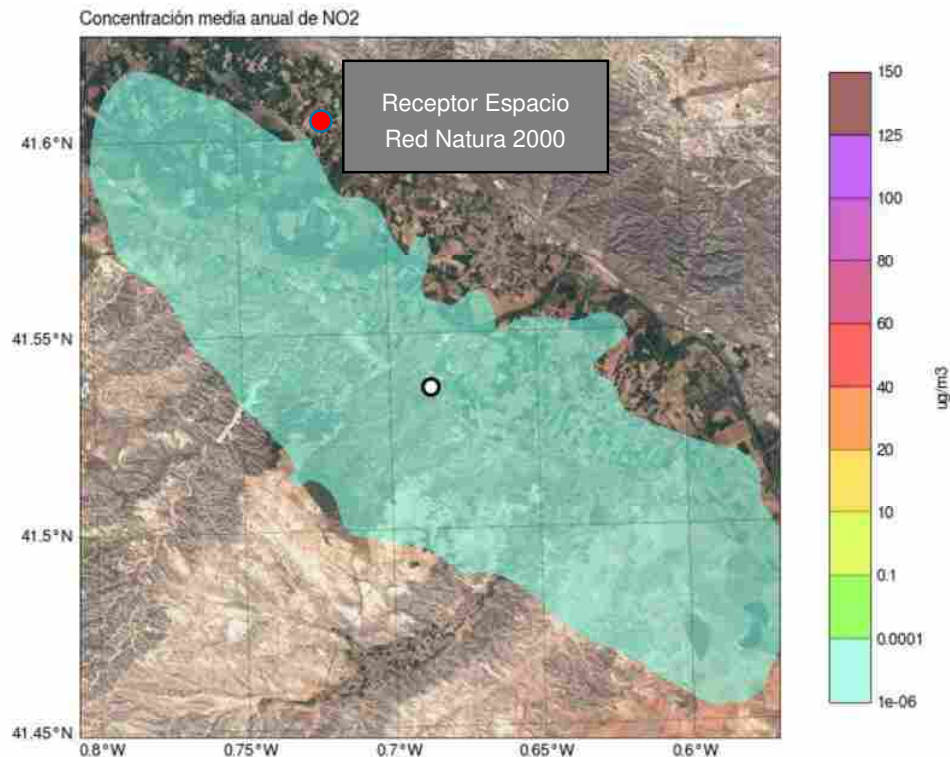 Concentración media anual de NO2
Receptor Espacio
Red Natura 2000
41.6°N
41.55°N
41.5°N
41.45°N
0.8°W
0.75°W
0.7°W
0.65°W
0.6°W
150
125
100
80
60
40
20
10
0.1
0.0001
1e-06
ug/m3